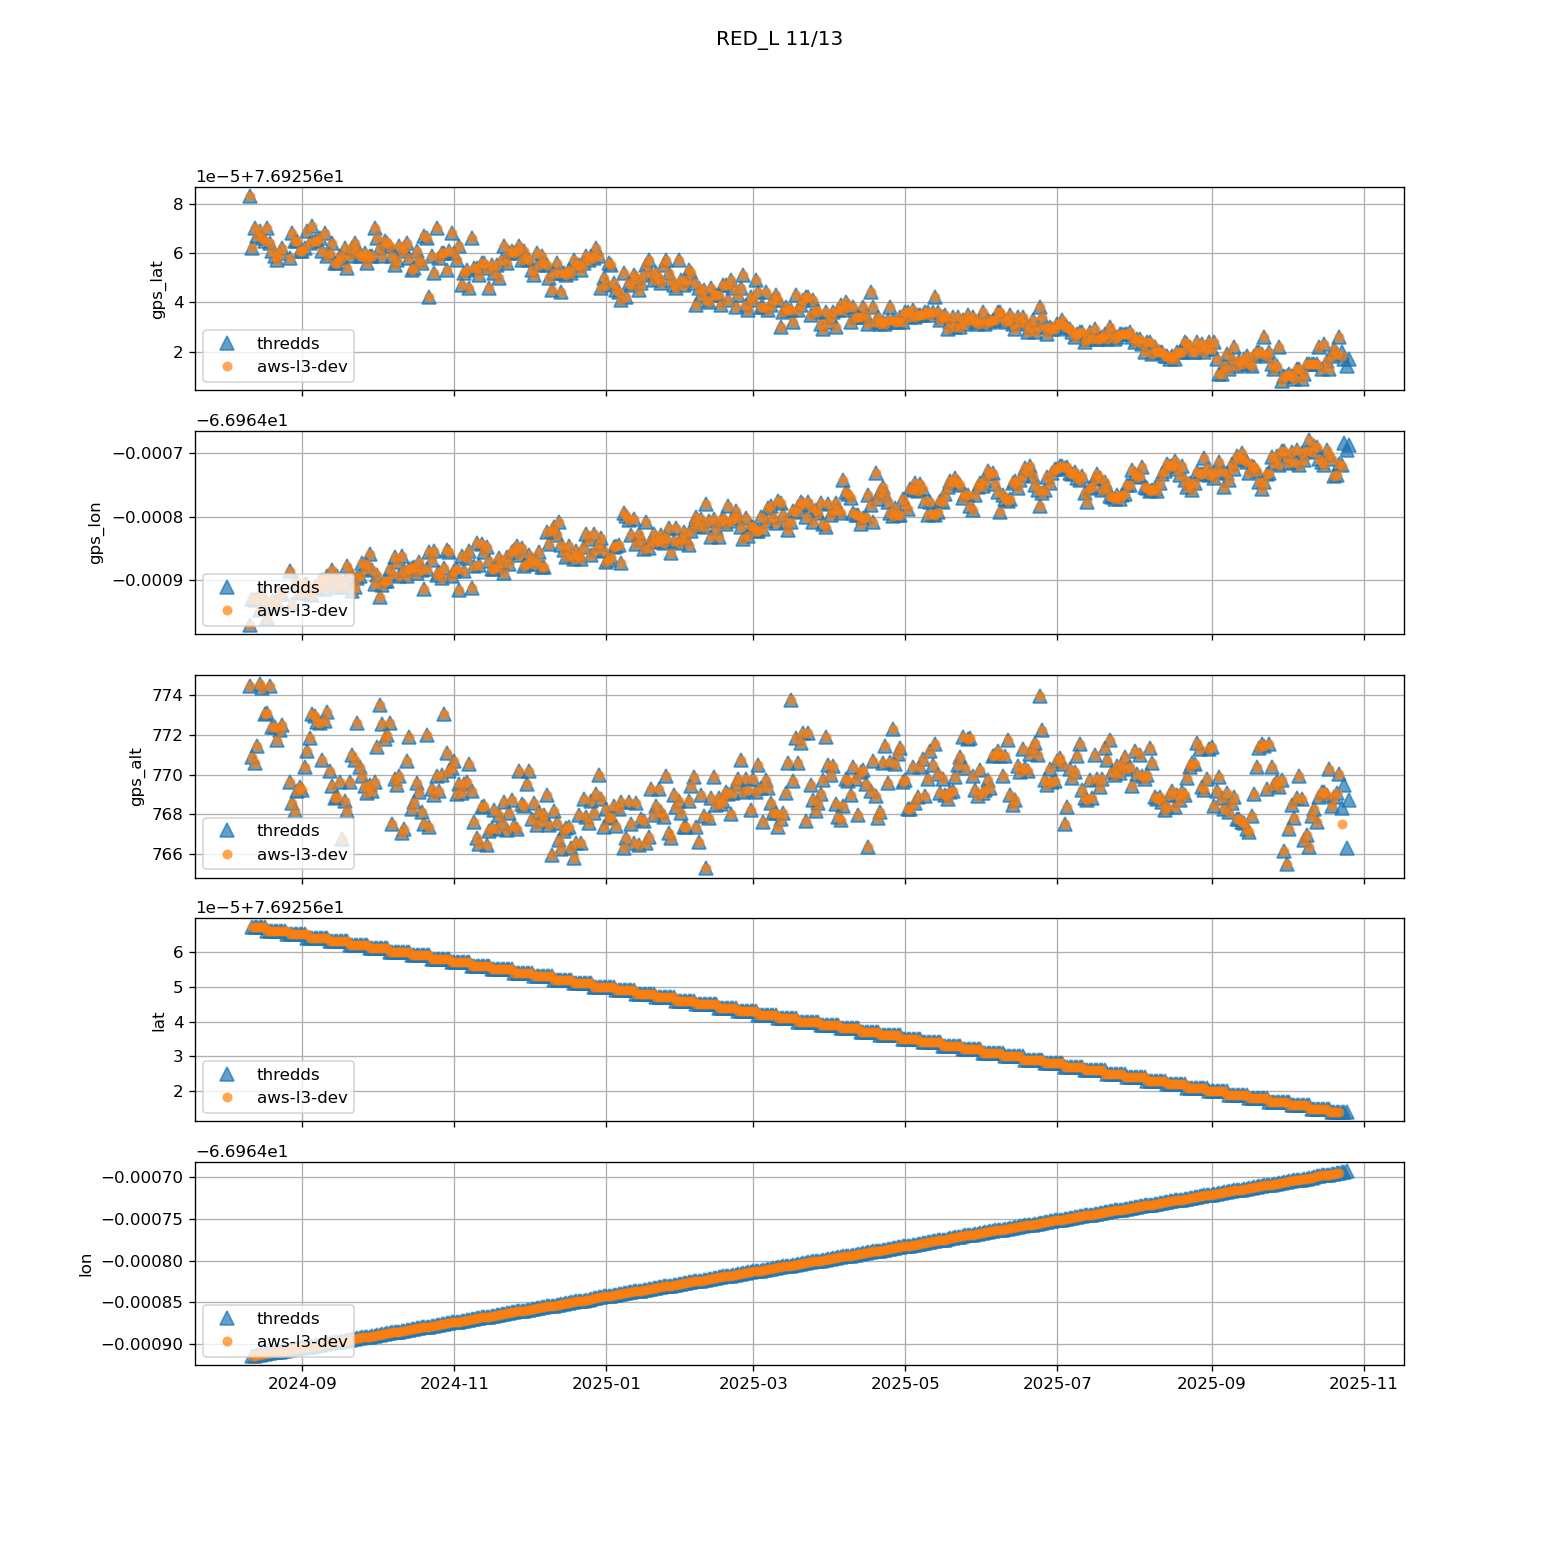 RED_L 11/13
1e−5+7.69256e1
8
6
4
2
gps_lat
thredds
aws-l3-dev
−6.6964e1
−0.0007
−0.0008
−0.0009
gps_lon
thredds
aws-l3-dev
774
772
770
768
766
gps_alt
thredds
aws-l3-dev
1e−5+7.69256e1
6
5
4
3
2
lat
thredds
aws-l3-dev
−6.6964e1
−0.00070
−0.00075
−0.00080
−0.00085
−0.00090
lon
thredds
aws-l3-dev
2024-09 2024-11 2025-01 2025-03 2025-05 2025-07 2025-09 2025-11